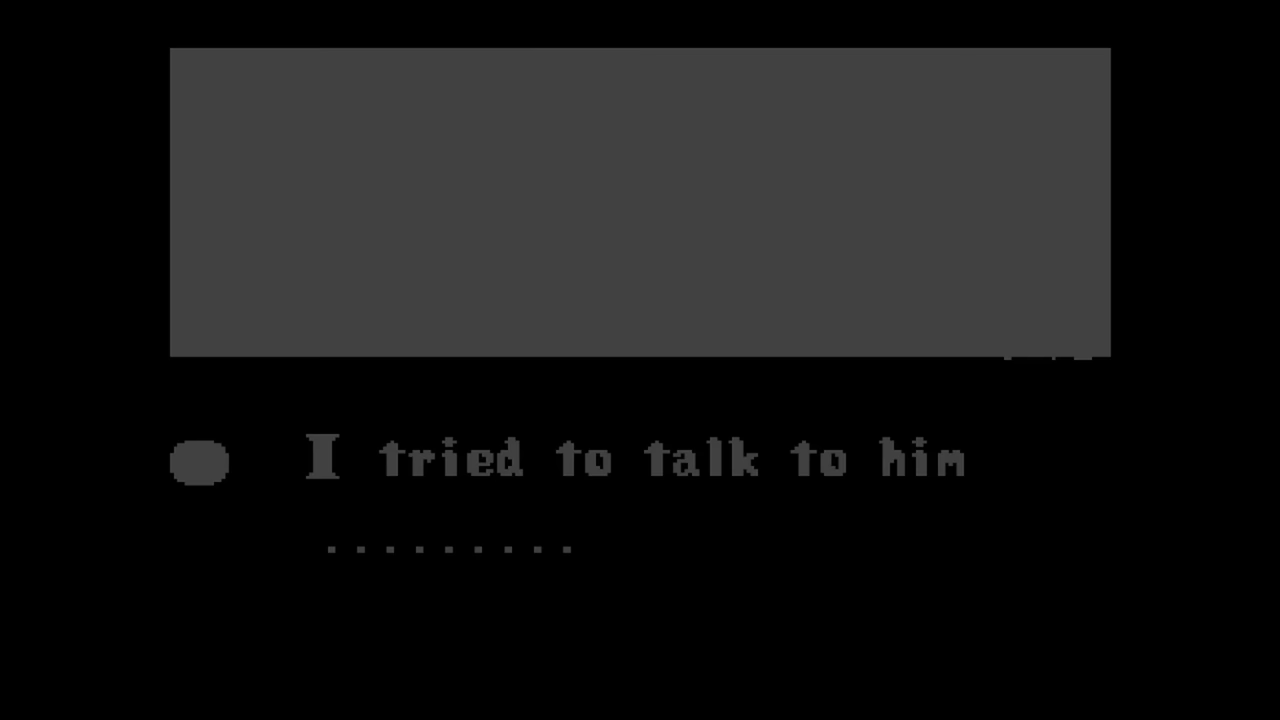 I tried to talk to him
.........